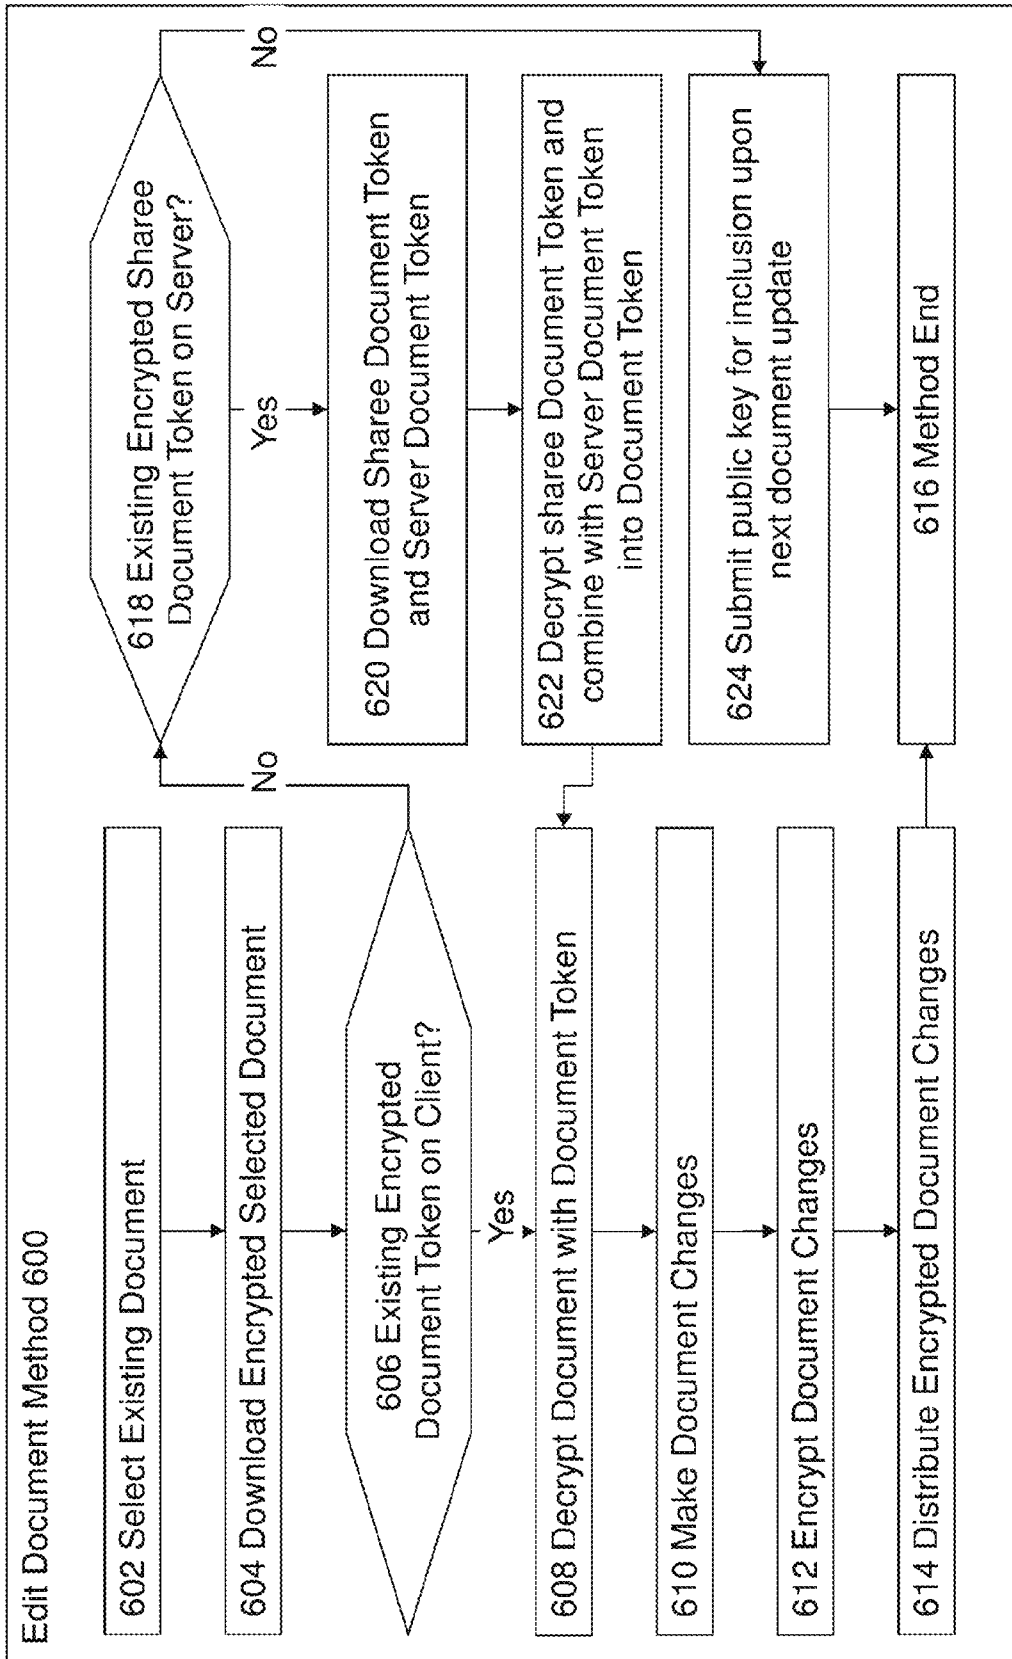 Edit Document Method 600
602 Select Existing Document
604 Download Encrypted Selected Document
606 Existing Encrypted
Document Token on Client?
No
Yes
608 Decrypt Document with Document Token
610 Make Document Changes
612 Encrypt Document Changes
614 Distribute Encrypted Document Changes
618 Existing Encrypted Sharee
Document Token on Server?
No
Yes
620 Download Sharee Document Token
and Server Document Token
622 Decrypt sharee Document Token and
combine with Server Document Token
into Document Token
624 Submit public key for inclusion upon
next document update
616 Method End